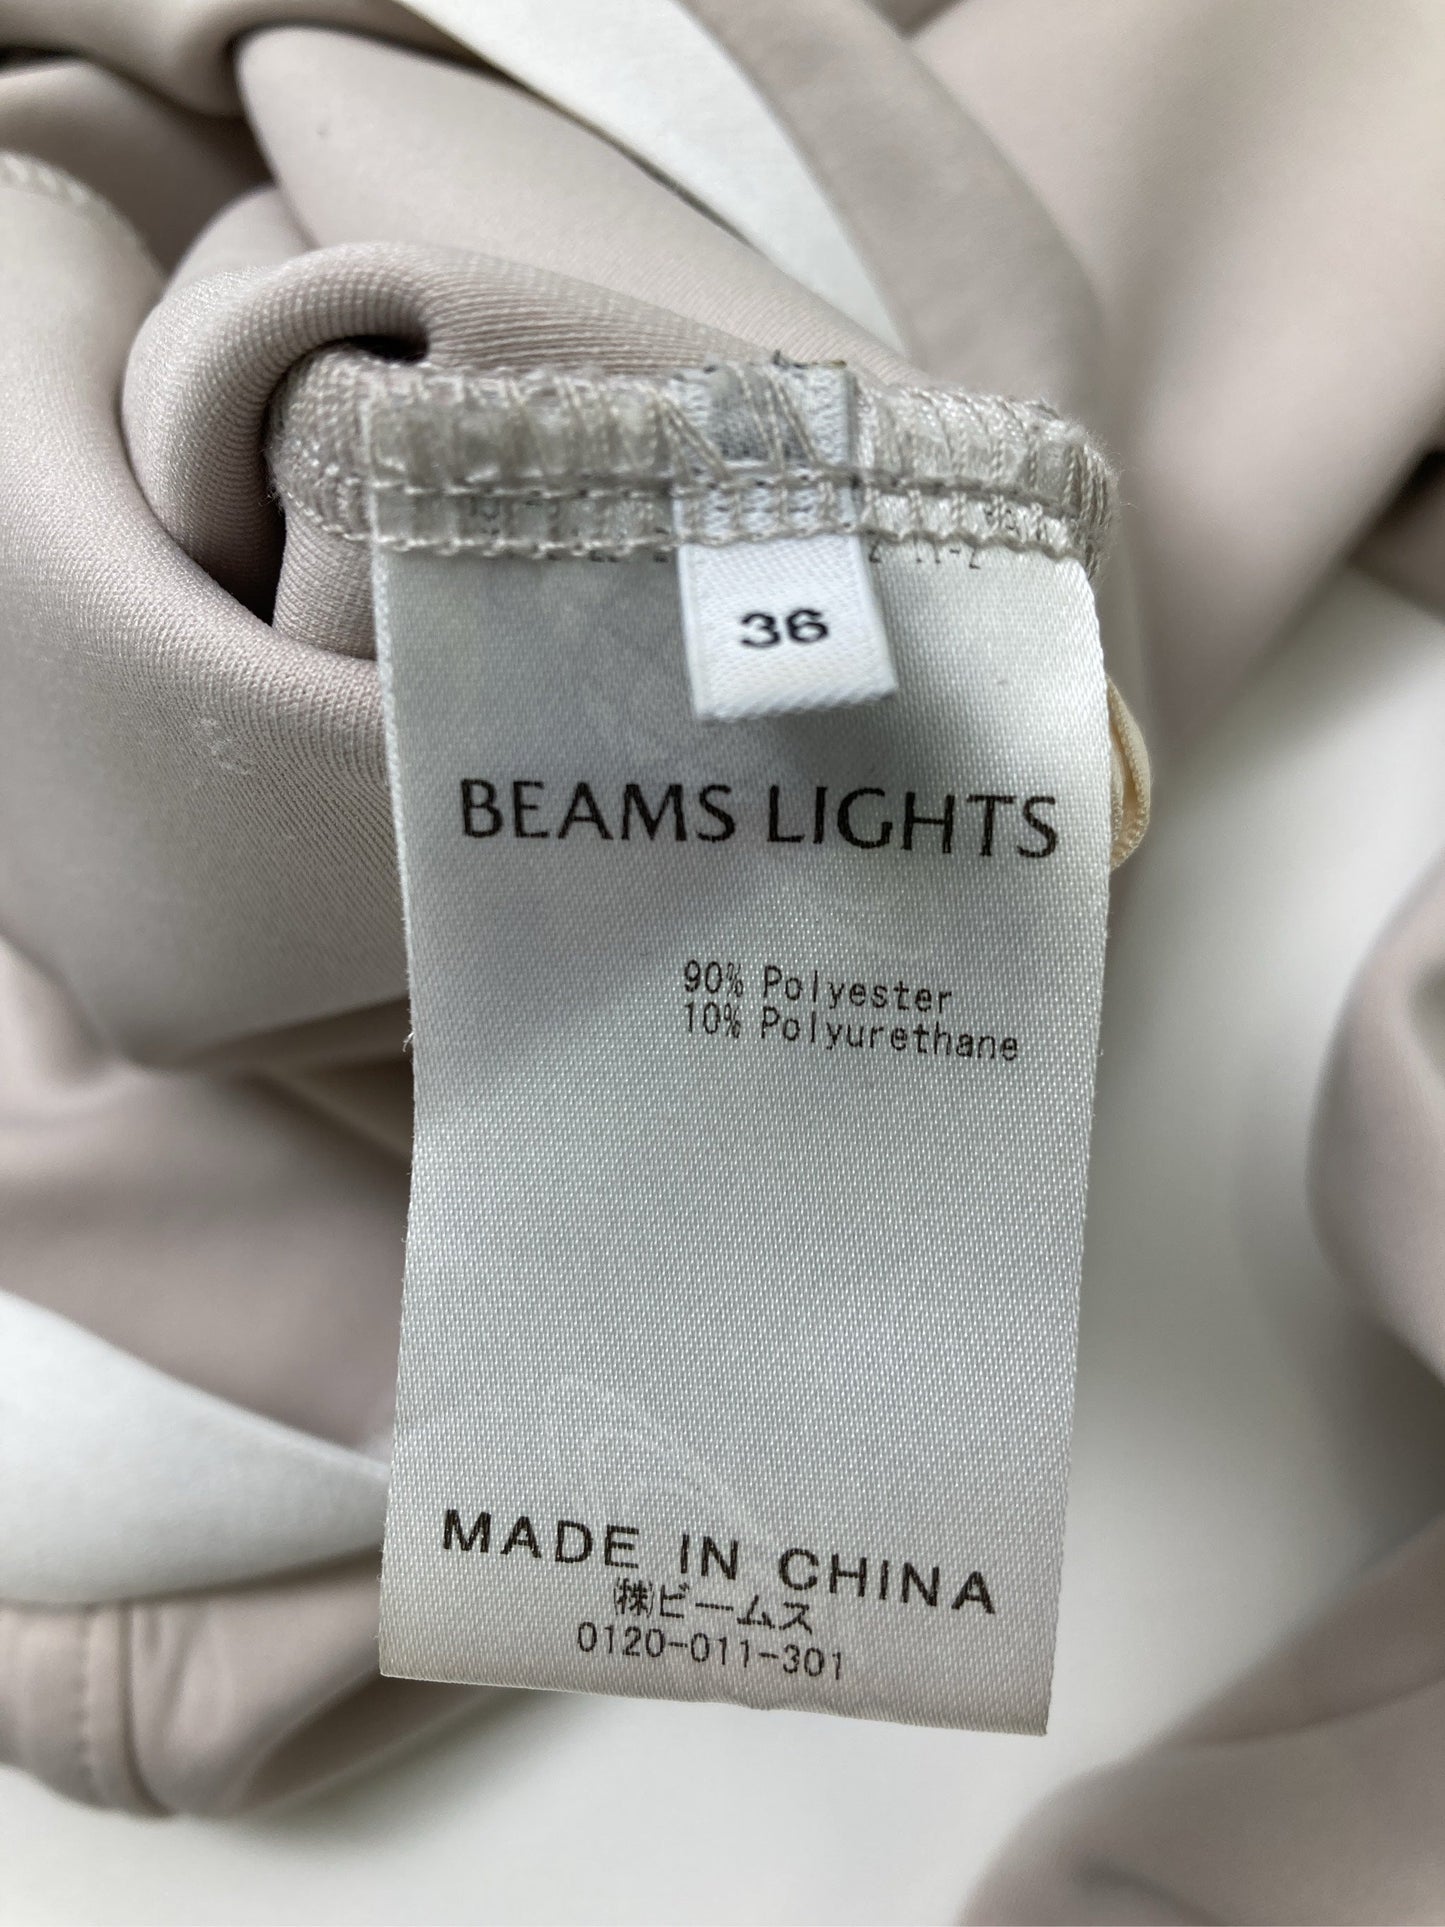 36
BEAMS LIGHTS
90% Polyester
10% Polyurethane
MADE IN CHINA
㈱ビームス
0120-011-301